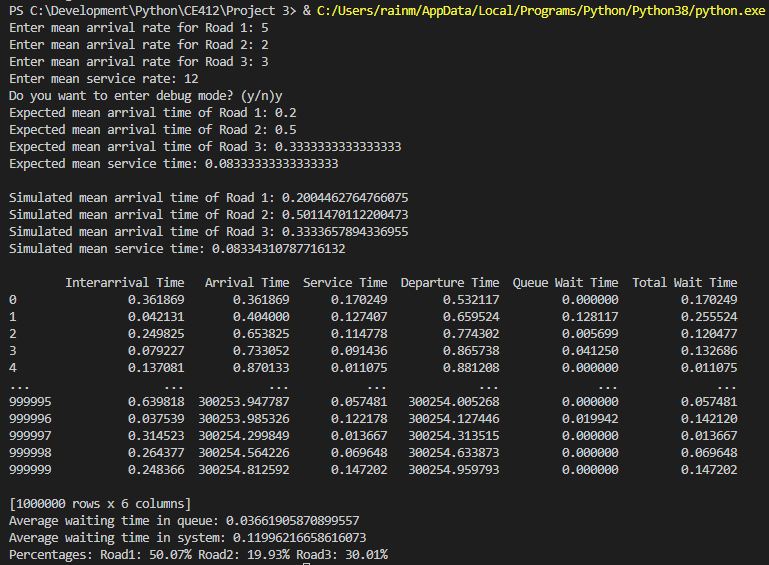 PS C:\Development\Python\CE412\Project 3> & C:/Users/rainm/AppData/Local/Programs/Python/Python38/python.exe
Enter mean arrival rate for Road 1: 5
Enter mean arrival rate for Road 2: 2
Enter mean arrival rate for Road 3: 3
Enter mean service rate: 12
Do you want to enter debug mode? (y/n)y
Expected mean arrival time of Road 1: 0.2
Expected mean arrival time of Road 2: 0.5
Expected mean arrival time of Road 3: 0.3333333333333333
Expected mean service time: 0.08333333333333333

Simulated mean arrival time of Road 1: 0.2004462764766075
Simulated mean arrival time of Road 2: 0.5011470112200473
Simulated mean arrival time of Road 3: 0.3333657894336955
Simulated mean service time: 0.08334310787716132

Interarrival Time Arrival Time Service Time Departure Time Queue Wait Time Total Wait Time
0 0.361869 0.361869 0.170249 0.532117 0.000000 0.170249
1 0.042131 0.404000 0.127407 0.659524 0.128117 0.255524
2 0.249825 0.653825 0.114778 0.774302 0.005699 0.120477
3 0.079227 0.733052 0.091436 0.865738 0.041250 0.132686
4 0.137081 0.870133 0.011075 0.881208 0.000000 0.011075
... ... ... ... ... ... ...
999995 0.639818 300253.947787 0.057481 300254.005268 0.000000 0.057481
999996 0.037539 300253.985326 0.122178 300254.127446 0.019942 0.142120
999997 0.314523 300254.299849 0.013667 300254.313515 0.000000 0.013667
999998 0.264377 300254.564226 0.069648 300254.633873 0.000000 0.069648
999999 0.248366 300254.812592 0.147202 300254.959793 0.000000 0.147202

[1000000 rows x 6 columns]
Average waiting time in queue: 0.03661905870899557
Average waiting time in system: 0.11996216658616073
Percentages: Road1: 50.07% Road2: 19.93% Road3: 30.01%